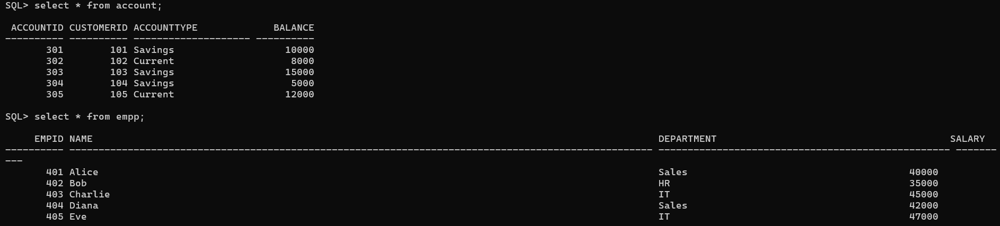 SQL> select * from account;
ACCOUNTID CUSTOMERID ACCOUNTTYPE BALANCE
---------- ---------- -------------------- ----------
301 101 Savings 10000
302 102 Current 8000
303 103 Savings 15000
304 104 Savings 5000
305 105 Current 12000
SQL> select * from empp;
EMPID NAME DEPARTMENT SALARY
---------- ---------------------------------------------------------------------------------------------------- -------------------------------------------------- -------
---
401 Alice Sales 40000
402 Bob HR 35000
403 Charlie IT 45000
404 Diana Sales 42000
405 Eve IT 47000